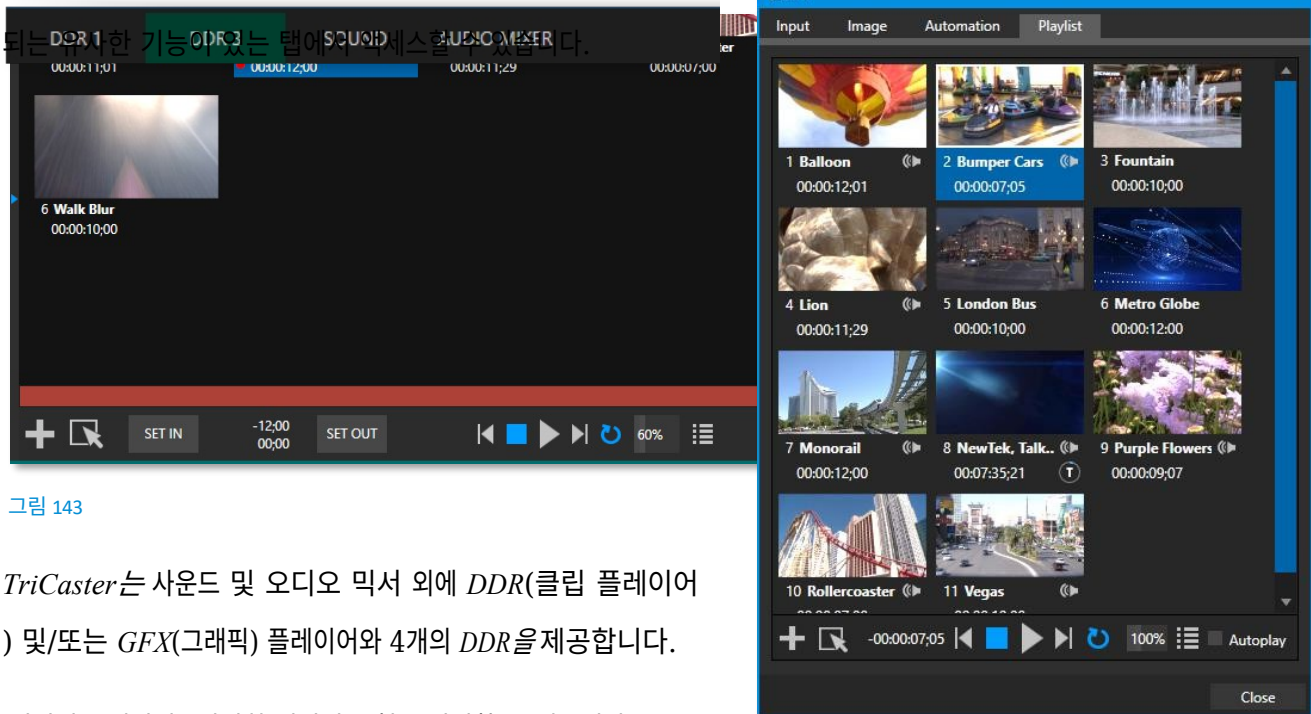 DDR 1 DDR 3 SOUND AUDIO MIXER
되는 유사한 기능이 있는 탭에서 액세스할 수 있습니다.
00:00:11;01 00:00:12;00 00:00:11;29 00:00:07;00
6 Walk Blur
00:00:10;00
SET IN -12;00 00;00 SET OUT 60%
그림 143
TriCaster는 사운드 및 오디오 믹서 외에 DDR(클립 플레이어
) 및/또는 GFX(그래픽) 플레이어와 4개의 DDR을 제공합니다.
Input Image Automation Playlist
1 Balloon 2 Bumper Cars 3 Fountain
00:00:12;01 00:00:07;05 00:00:10;00
4 Lion 5 London Bus 6 Metro Globe
00:00:11;29 00:00:10;00 00:00:12:00
7 Monorail 8 NewTek, Talk.. 9 Purple Flowers
00:00:12;00 00:07:35;21 T 00:00:09;07
10 Rollercoaster 11 Vegas
-00:00:07;05 100% Autoplay
Close